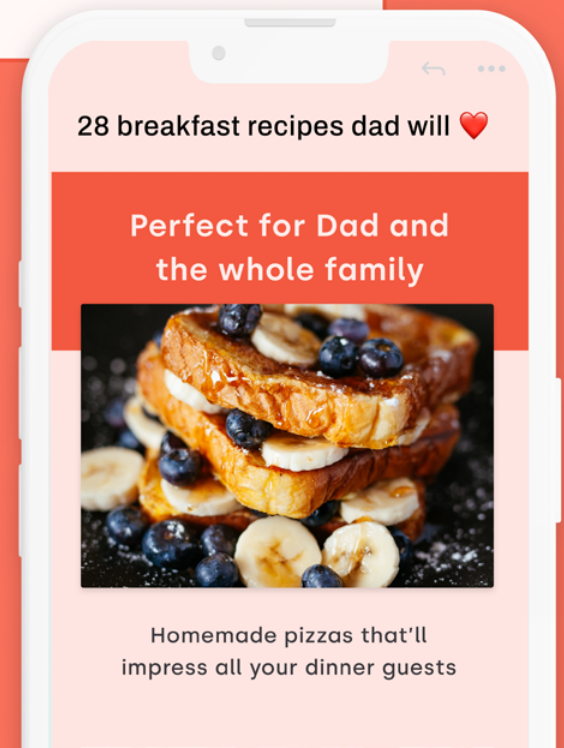 28 breakfast recipes dad will ❤️
Perfect for Dad and
the whole family
Homemade pizzas that'll
impress all your dinner guests